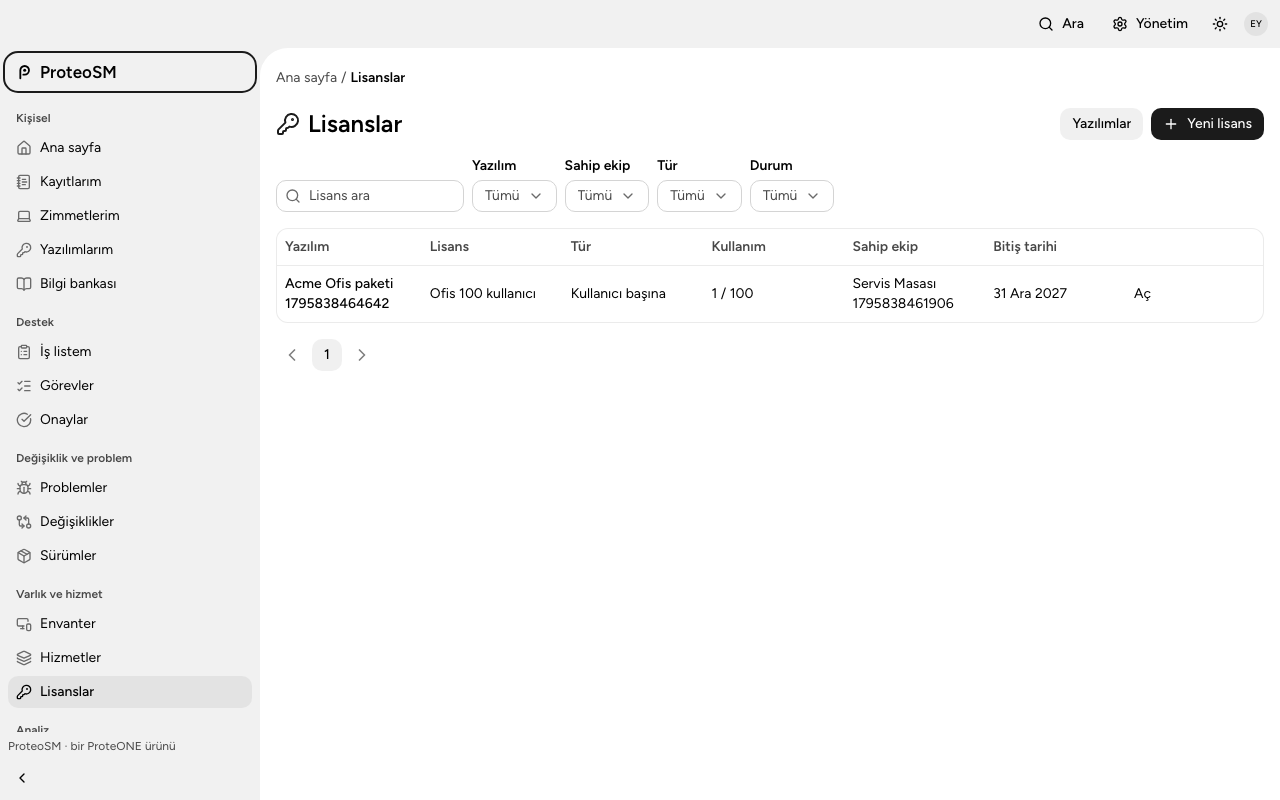 Ara
Yönetim
EY
ProteoSM
Kişisel
Ana sayfa
Kayıtlarım
Zimmetlerim
Yazılımlarım
Bilgi bankası
Destek
İş listem
Görevler
Onaylar
Değişiklik ve problem
Problemler
Değişiklikler
Sürümler
Varlık ve hizmet
Envanter
Hizmetler
Lisanslar
Analiz
ProteoSM · bir ProteONE ürünü
Ana sayfa / Lisanslar
Lisanslar
Yazılımlar
Yeni lisans
Yazılım Sahip ekip Tür Durum
Lisans ara Tümü Tümü Tümü Tümü
Yazılım Lisans Tür Kullanım Sahip ekip Bitiş tarihi
Acme Ofis paketi 1795838464642 Ofis 100 kullanıcı Kullanıcı başına 1 / 100 Servis Masası 1795838461906 31 Ara 2027 Aç
1